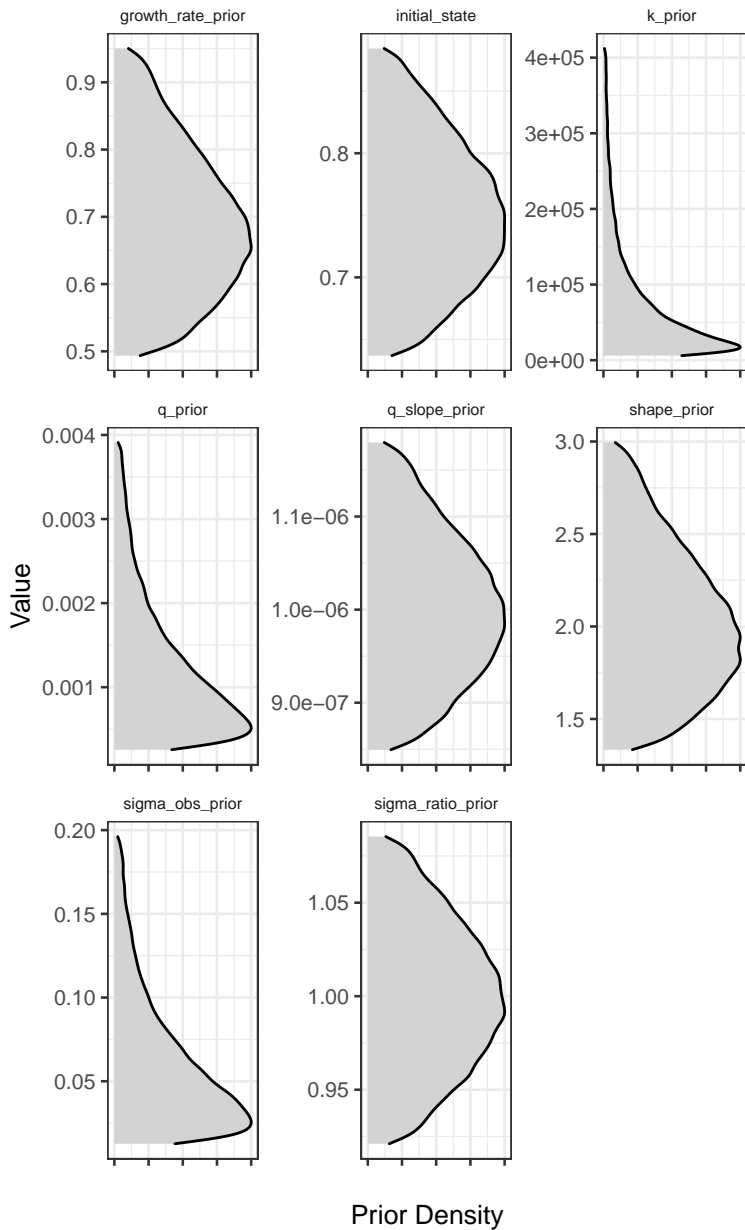 growth_rate_prior
initial_state
k_prior
0.9
0.8
0.7
0.6
0.5
0.8
0.7
4e+05
3e+05
2e+05
1e+05
0e+00
q_prior
q_slope_prior
shape_prior
0.004
0.003
0.002
0.001
1.1e−06
1.0e−06
9.0e−07
3.0
2.5
2.0
1.5
sigma_obs_prior
sigma_ratio_prior
0.20
0.15
0.10
0.05
1.05
1.00
0.95
Value
Prior Density